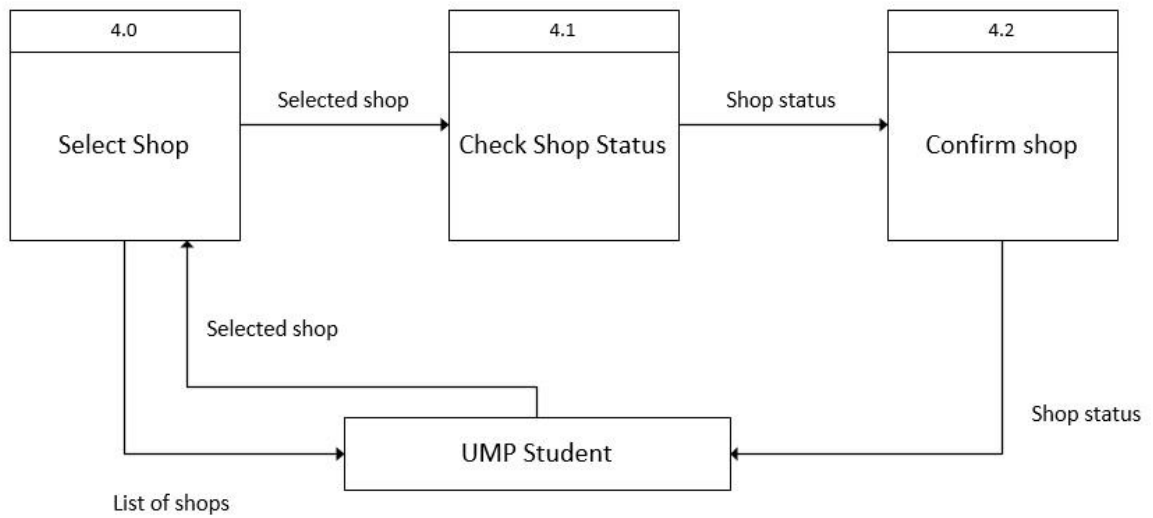 4.0
4.1
4.2
Selected shop
Shop status
Select Shop
Check Shop Status
Confirm shop
Selected shop
Shop status
UMP Student
List of shops